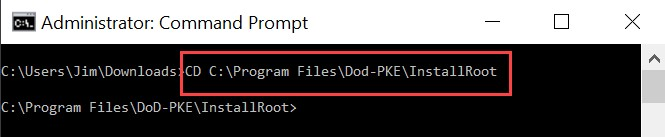 Administrator: Command Prompt
C:\Users\Jim\Downloads>CD C:\Program Files\Dod-PKE\InstallRoot
C:\Program Files\DoD-PKE\InstallRoot>